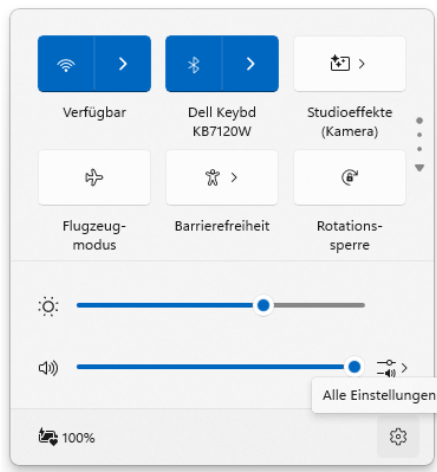 Verfügbar
Dell Keybd
KB7120W
Studioeffekte
(Kamera)
Flugzeug-
modus
Barrierefreiheit
Rotations-
sperre
Alle Einstellungen
100%